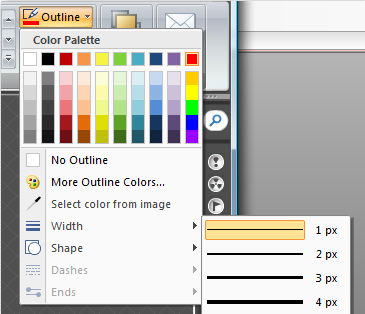 Outline
Color Palette
No Outline
More Outline Colors...
Select color from image
Width
Shape
Dashes
Ends
1 px
2 px
3 px
4 px